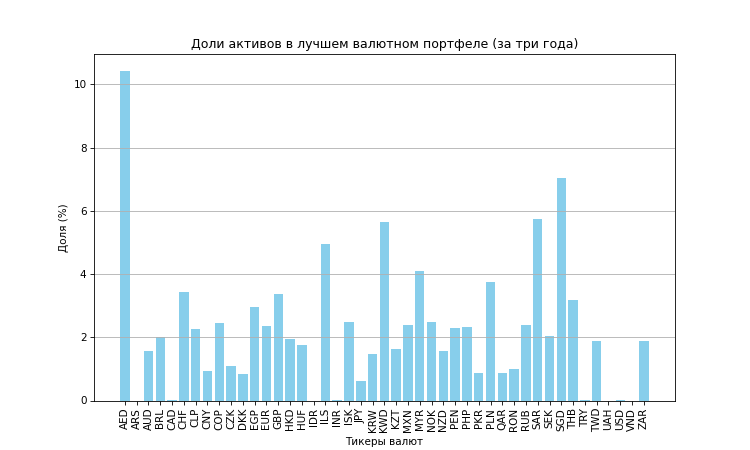 Доли активов в лучшем валютном портфеле (за три года)
Доля (%)
10
8
6
4
2
0
AED ARS AUD BRL CAD CHF CLP CNY COP CZK DKK EGP EUR GBP HKD HUF IDR ILS INR ISK JPY KRW KWD KZT MXN MYR NOK NZD PEN PHP PKR PLN QAR RON RUB SAR SEK SGD THB TRY TWD UAH USD VND ZAR
Тикеры валют